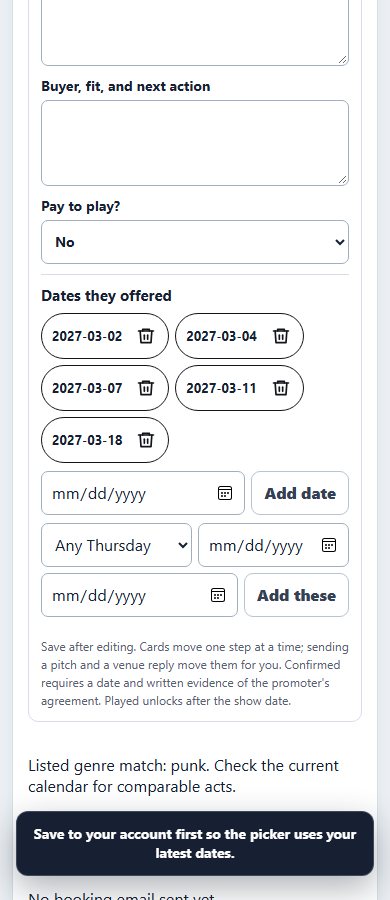 Buyer, fit, and next action
Pay to play?
No
Dates they offered
2027-03-02
2027-03-04
2027-03-07
2027-03-11
2027-03-18
mm/dd/yyyy
Add date
Any Thursday
mm/dd/yyyy
mm/dd/yyyy
Add these
Save after editing. Cards move one step at a time; sending
a pitch and a venue reply move them for you. Confirmed
requires a date and written evidence of the promoter's
agreement. Played unlocks after the show date.
Listed genre match: punk. Check the current
calendar for comparable acts.
Save to your account first so the picker uses your
latest dates.
No booking email sent yet